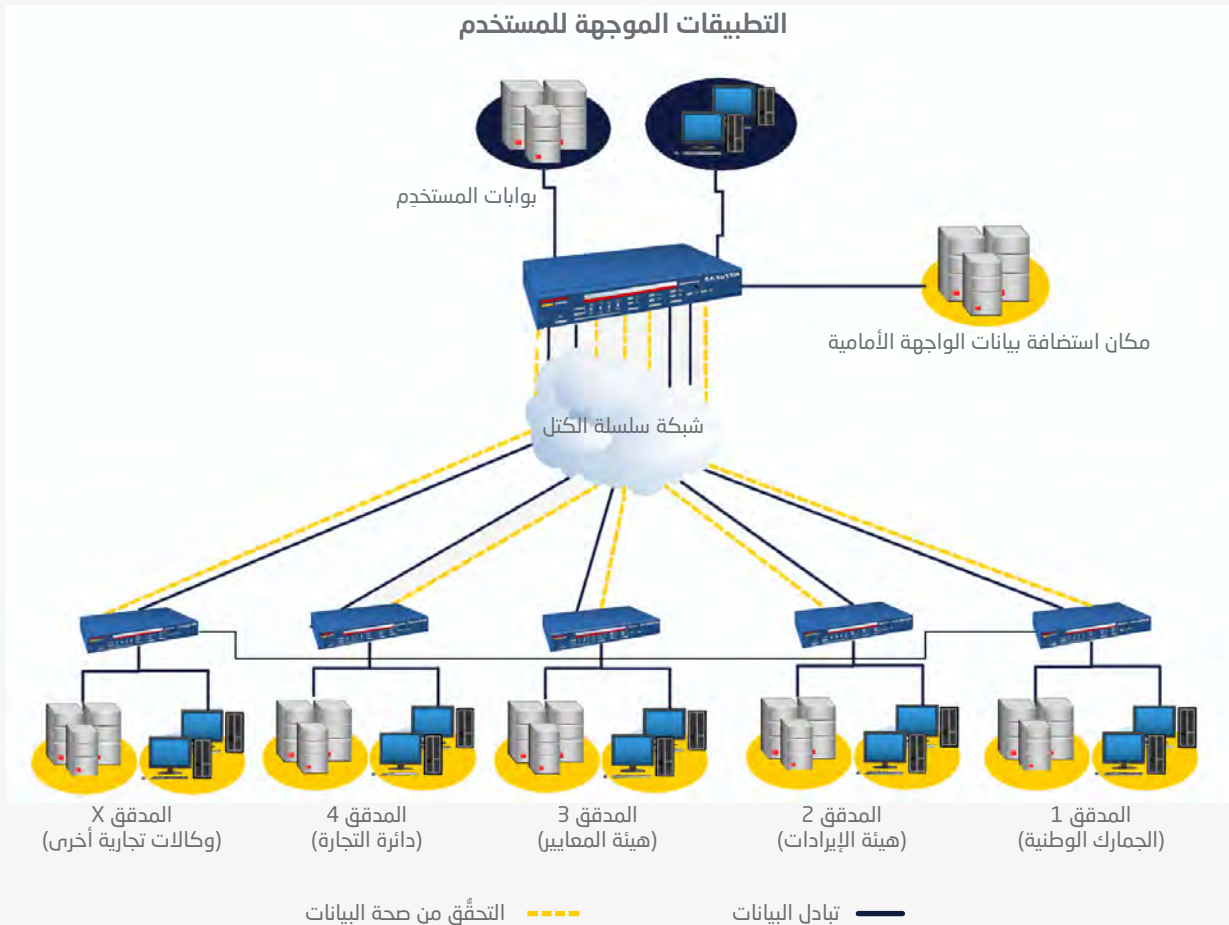 التطبيقات الموجهة للمستخدم
بوابات المستخدِم
مكان استضافة بيانات الواجهة الأمامية
شبكة سلسلة الكتل
المدقق 1
(الجمارك الوطنية)
المدقق 2
(هيئة الإيرادات)
المدقق 3
(هيئة المعايير)
المدقق 4
(دائرة التجارة)
المدقق X
(وكالات تجارية أخرى)
تبادل البيانات
التحقُّق من صحة البيانات